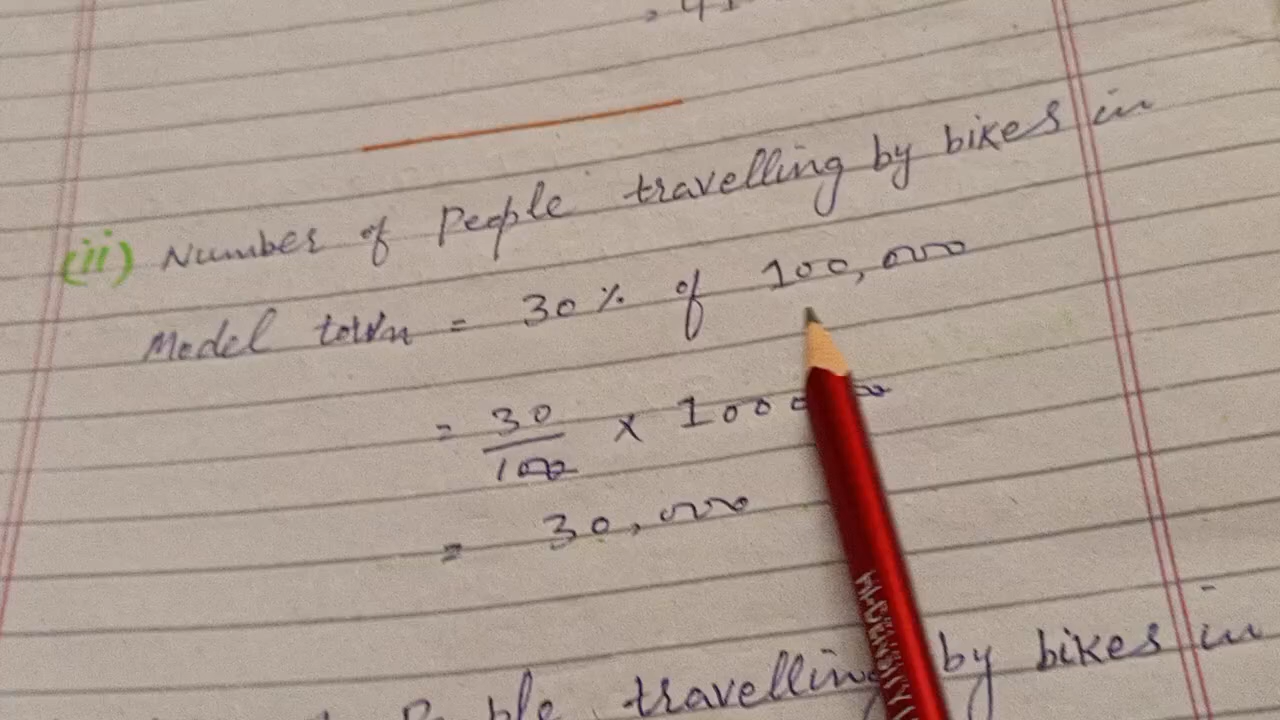 (ii) Number of People travelling by bikes in
Model town = 30% of 100,000
= 30/100 × 1000
= 30,000
travelling by bikes in